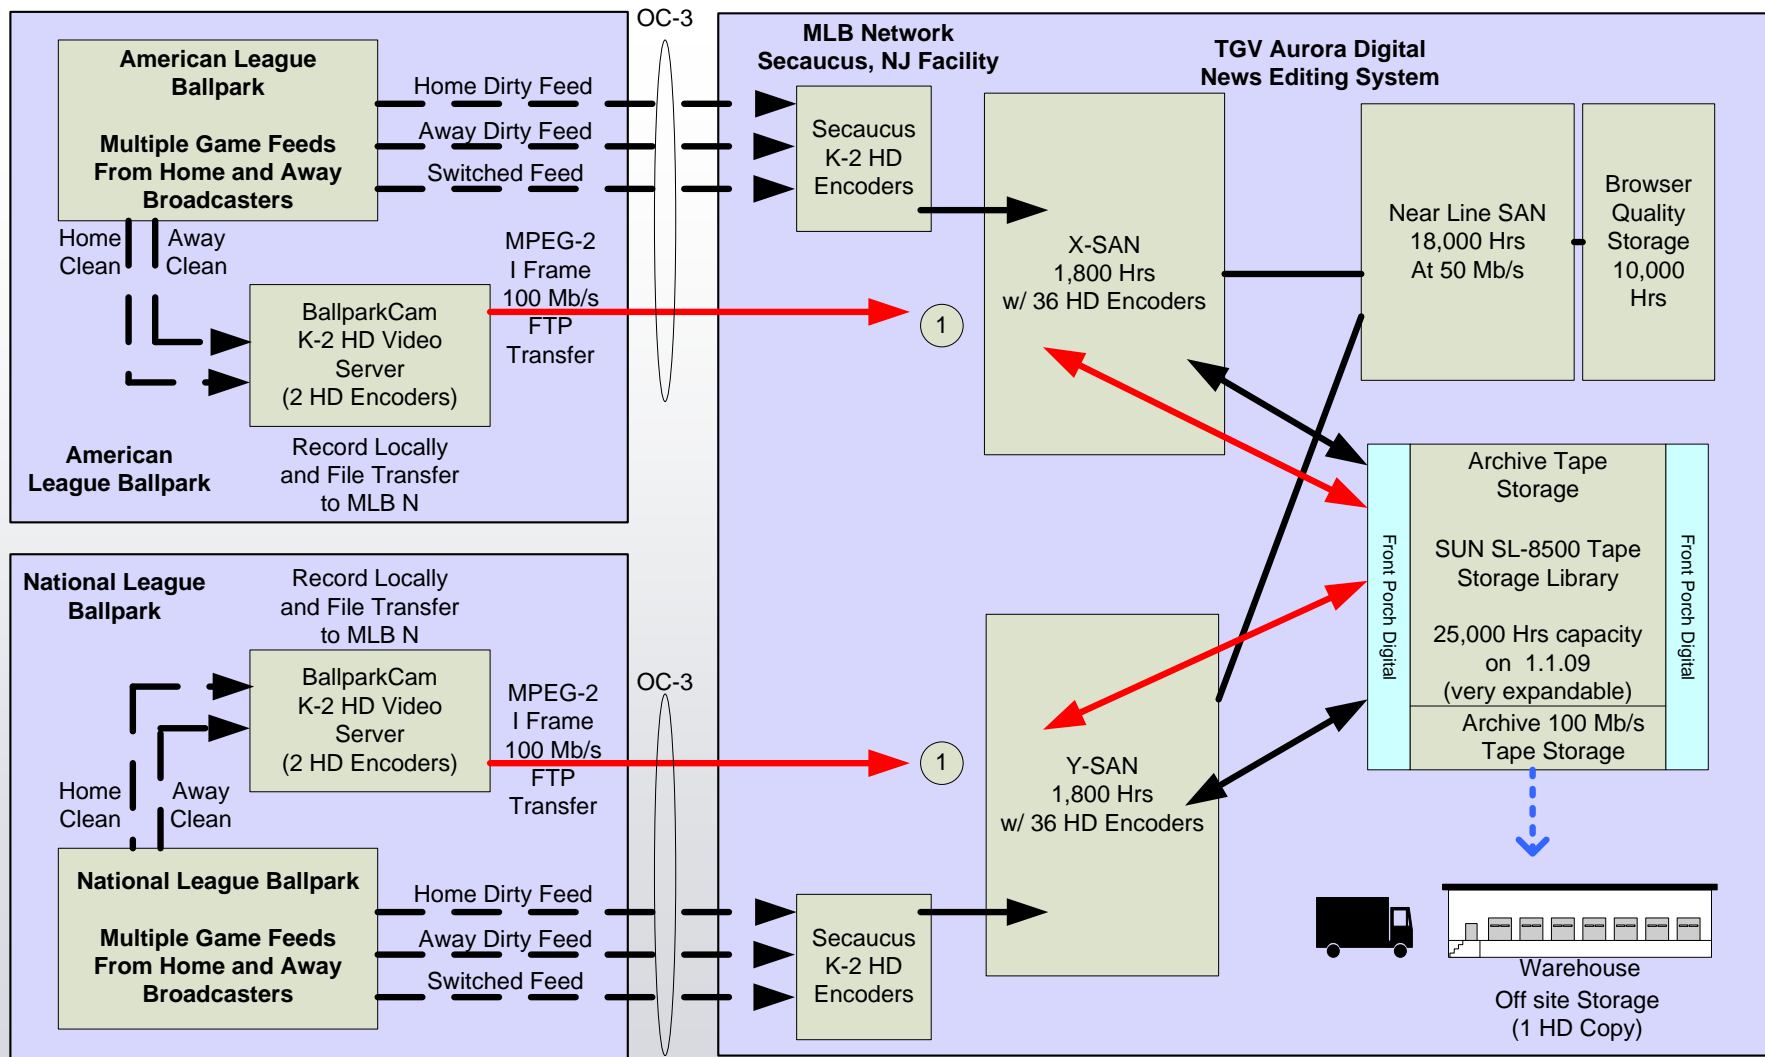 OC-3
American League
Ballpark
Multiple Game Feeds
From Home and Away
Broadcasters
Home Dirty Feed
Away Dirty Feed
Switched Feed
Home
Clean
Away
Clean
BallparkCam
K-2 HD Video
Server
(2 HD Encoders)
MPEG-2
I Frame
100 Mb/s
FTP
Transfer
American
League Ballpark
Record Locally
and File Transfer
to MLB N
MLB Network
Secaucus, NJ Facility
TGV Aurora Digital
News Editing System
Secaucus
K-2 HD
Encoders
1
X-SAN
1,800 Hrs
w/ 36 HD Encoders
Near Line SAN
18,000 Hrs
At 50 Mb/s
Browser
Quality
Storage
10,000
Hrs
National League
Ballpark
Record Locally
and File Transfer
to MLB N
BallparkCam
K-2 HD Video
Server
(2 HD Encoders)
MPEG-2
I Frame
100 Mb/s
FTP
Transfer
OC-3
Home
Clean
Away
Clean
National League Ballpark
Multiple Game Feeds
From Home and Away
Broadcasters
Home Dirty Feed
Away Dirty Feed
Switched Feed
1
Secaucus
K-2 HD
Encoders
Y-SAN
1,800 Hrs
w/ 36 HD Encoders
Front Porch Digital
Archive Tape
Storage
SUN SL-8500 Tape
Storage Library
25,000 Hrs capacity
on 1.1.09
(very expandable)
Archive 100 Mb/s
Tape Storage
Front Porch Digital
Warehouse
Off site Storage
(1 HD Copy)